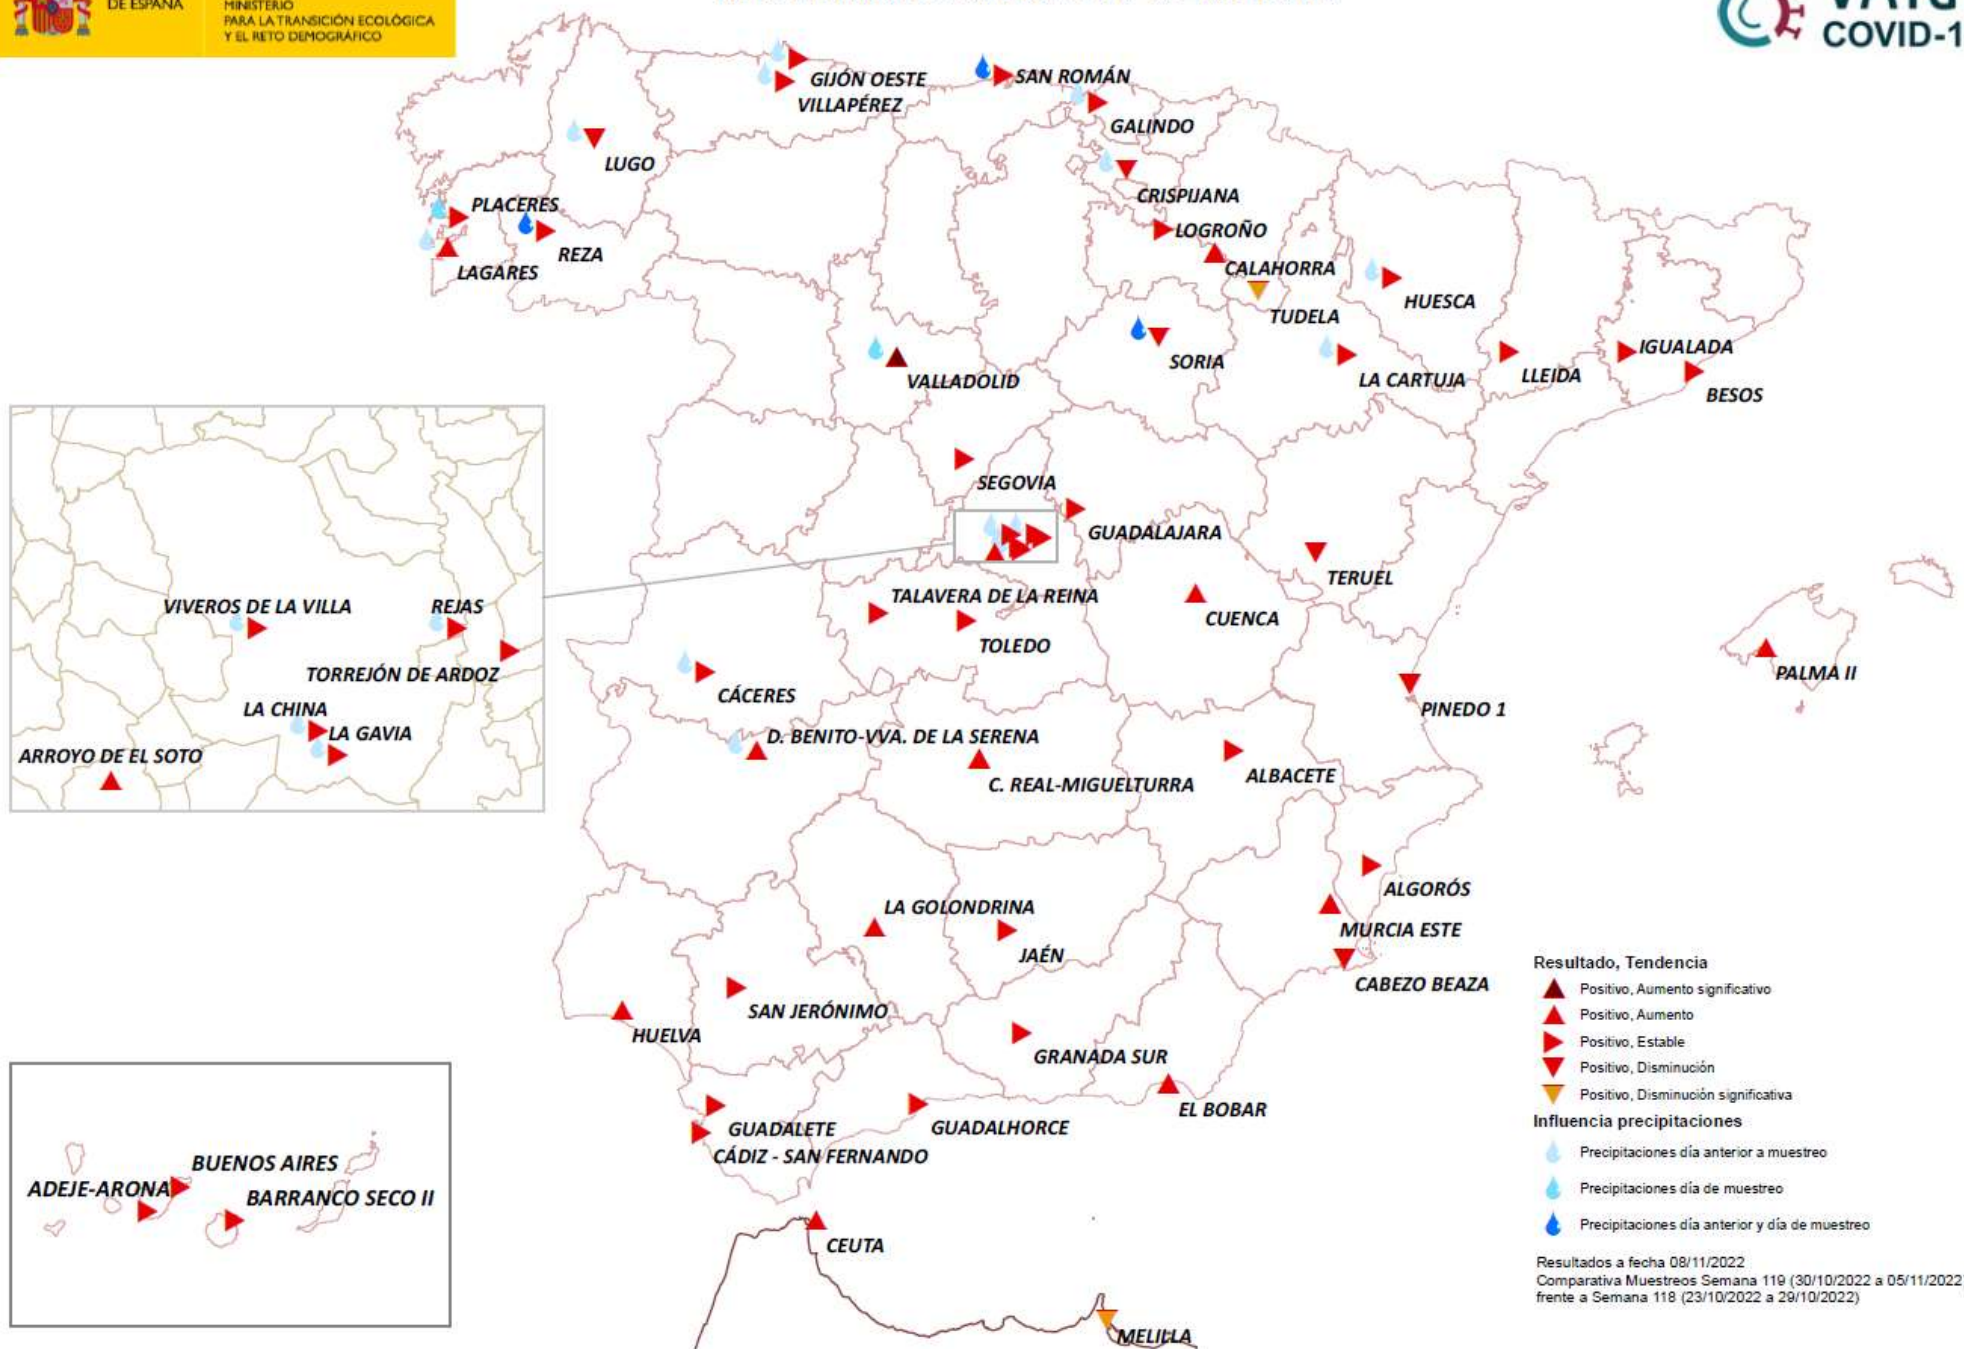 DE ESPAÑA
MINISTERIO
PARA LA TRANSICIÓN ECOLÓGICA
Y EL RETO DEMOGRÁFICO
COVID-1
GIJÓN OESTE
VILLAPÉREZ
SAN ROMÁN
GALINDO
LUGO
CRISPIJANA
PLACERES
LOGROÑO
REZA
LAGARES
CALAHORRA
HUESCA
TUDELA
SORIA
VALLADOLID
LA CARTUJA
LLEIDA
IGUALADA
BESOS
SEGOVIA
GUADALAJARA
TERUEL
TALAVERA DE LA REINA
TOLEDO
CUENCA
PALMA II
CÁCERES
PINEDO 1
D. BENITO-VVA. DE LA SERENA
C. REAL-MIGUELTURRA
ALBACETE
VIVEROS DE LA VILLA
REJAS
TORREJÓN DE ARDOZ
LA CHINA
LA GAVIA
ARROYO DE EL SOTO
ALGORÓS
LA GOLONDRINA
MURCIA ESTE
JAÉN
CABEZO BEAZA
SAN JERÓNIMO
HUELVA
GRANADA SUR
EL BOBAR
GUADALETE
GUADALHORCE
CÁDIZ - SAN FERNANDO
BUENOS AIRES
ADEJE-ARONA
BARRANCO SECO II
CEUTA
MELILLA
Resultado, Tendencia
Positivo, Aumento significativo
Positivo, Aumento
Positivo, Estable
Positivo, Disminución
Positivo, Disminución significativa
Influencia precipitaciones
Precipitaciones día anterior a muestreo
Precipitaciones día de muestreo
Precipitaciones día anterior y día de muestreo
Resultados a fecha 08/11/2022
Comparativa Muestreos Semana 119 (30/10/2022 a 05/11/2022
frente a Semana 118 (23/10/2022 a 29/10/2022)